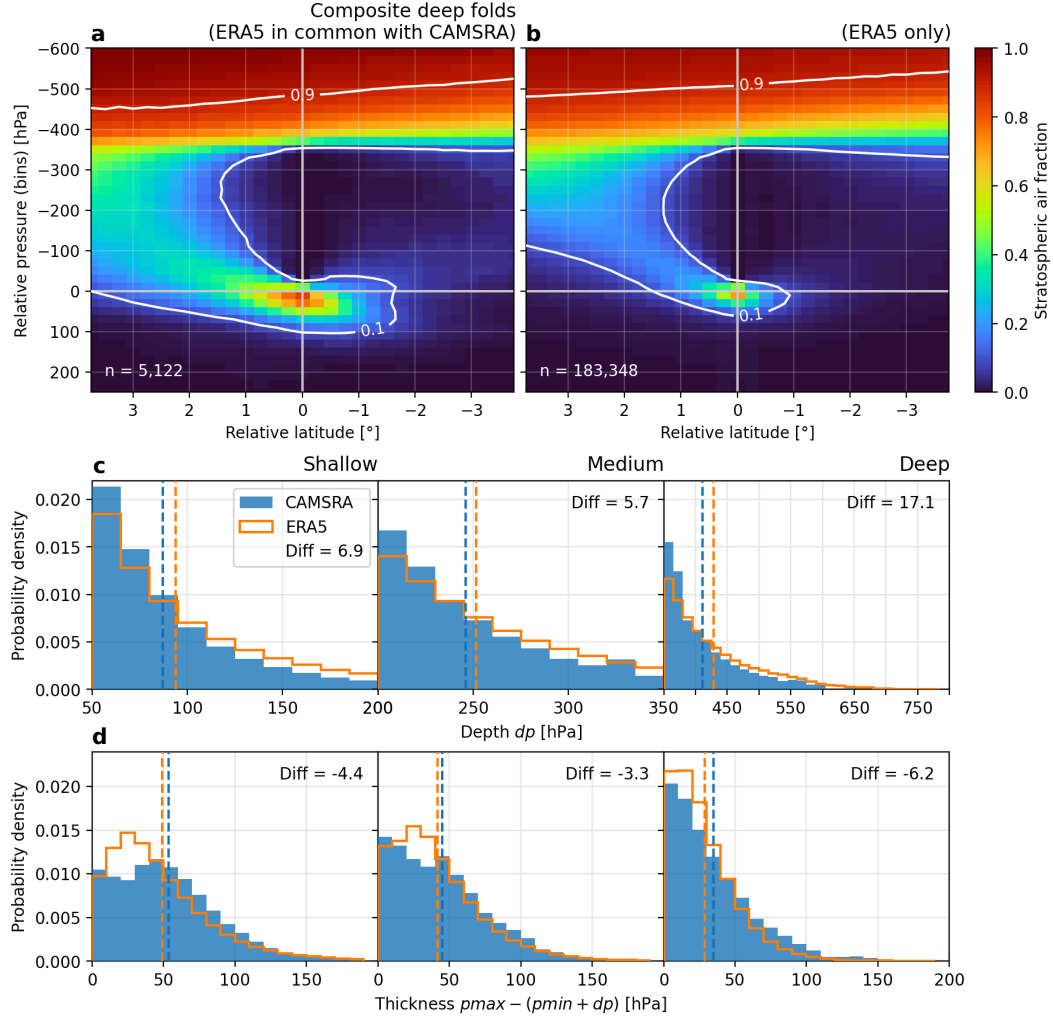 Composite deep folds
a (ERA5 in common with CAMSRA)
b (ERA5 only)
−600
−500
−400
−300
−200
−100
0
100
200
Relative pressure (bins) [hPa]
0.9
0.1
n = 5,122
3 2 1 0 −1 −2 −3
Relative latitude [°]
0.9
0.1
n = 183,348
3 2 1 0 −1 −2 −3
Relative latitude [°]
1.0
0.8
0.6
0.4
0.2
0.0
Stratospheric air fraction
c Shallow Medium Deep
0.020
0.015
0.010
0.005
0.000
Probability density
CAMSRA
ERA5
Diff = 6.9
Diff = 5.7
Diff = 17.1
50 100 150 200 250 300 350 450 550 650 750
Depth dp [hPa]
d
0.020
0.015
0.010
0.005
0.000
Probability density
Diff = -4.4
Diff = -3.3
Diff = -6.2
0 50 100 150 0 50 100 150 0 50 100 150 200
Thickness pmax − (pmin + dp) [hPa]